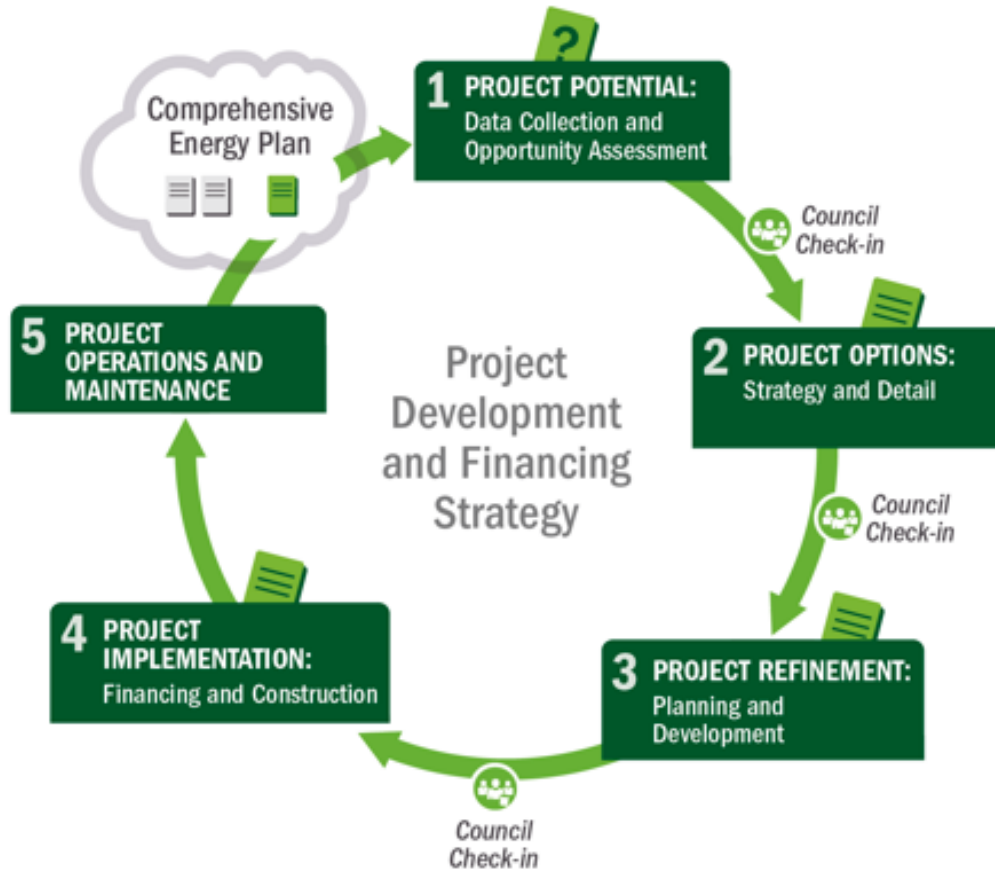 Comprehensive
Energy Plan
?
1 PROJECT POTENTIAL:
Data Collection and
Opportunity Assessment
Council
Check-in
2 PROJECT OPTIONS:
Strategy and Detail
Council
Check-in
3 PROJECT REFINEMENT:
Planning and
Development
Council
Check-in
4 PROJECT
IMPLEMENTATION:
Financing and Construction
5 PROJECT
OPERATIONS AND
MAINTENANCE
Project
Development
and Financing
Strategy